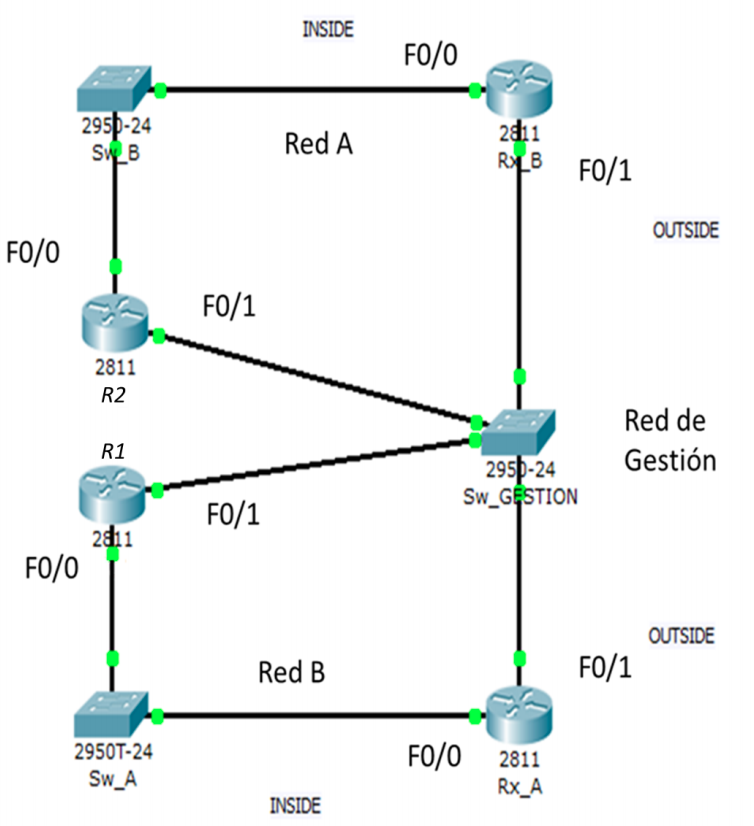 INSIDE
F0/0
2950-24
Sw_B
Red A
2811
Rx_B
F0/1
OUTSIDE
F0/0
F0/1
2811
R2
Red de
Gestión
R1
2950-24
Sw_GESTION
F0/1
2811
F0/0
OUTSIDE
F0/1
Red B
2950T-24
Sw_A
F0/0
2811
Rx_A
INSIDE